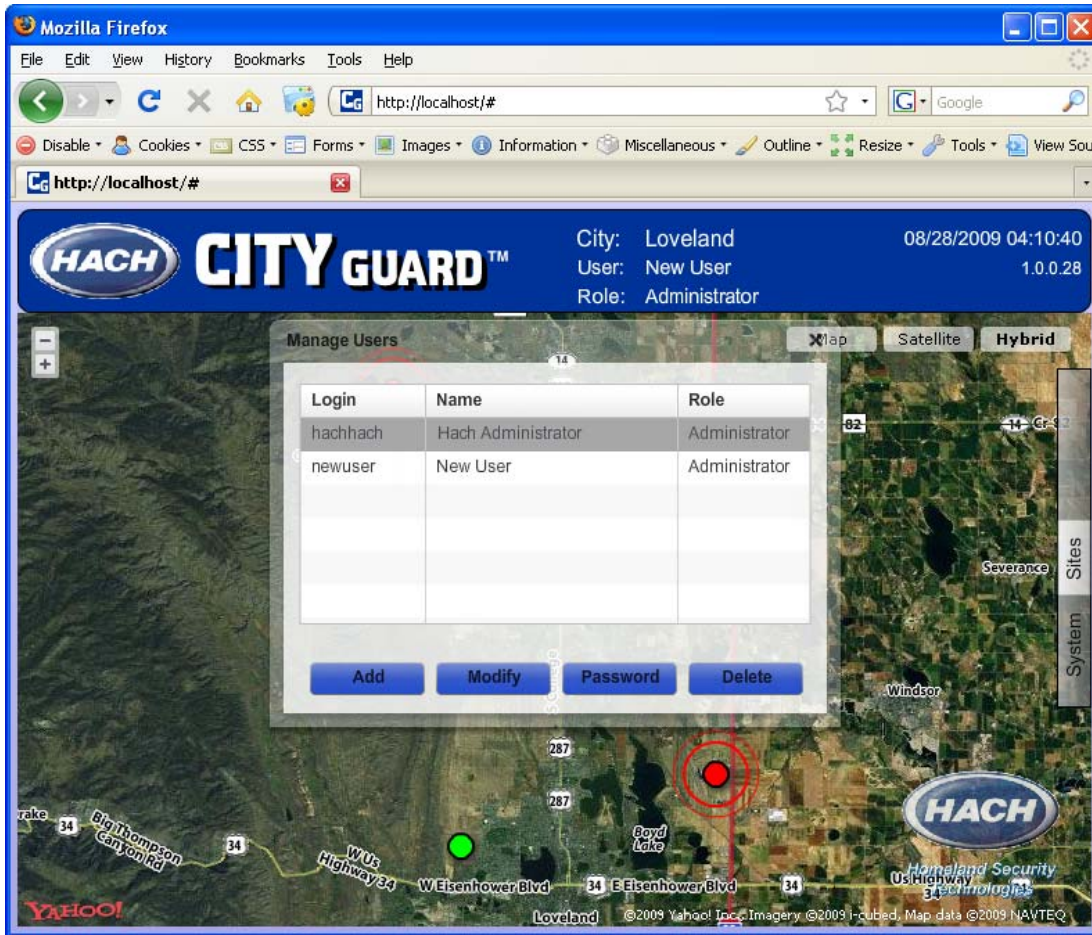 Mozilla Firefox
File Edit View History Bookmarks Tools Help
http://localhost/# Google
Disable Cookies CSS Forms Images Information Miscellaneous Outline Resize Tools View Sou
http://localhost/#
HACH CITY GUARD™
City: Loveland
User: New User
Role: Administrator
08/28/2009 04:10:40
1.0.0.28
Manage Users
Map Satellite Hybrid
14
Login Name Role
hachhach Hach Administrator Administrator
newuser New User Administrator
82 14 Cr 82
Severance
Sites
System
Add Modify Password Delete
Windsor
287
287
rake 34 Big Thompson Canyon Rd 34
W US Highway 34
Boyd Lake
HACH
Homeland Security Technologies
Us Highway 34
W Eisenhower Blvd 34 E Eisenhower Blvd 34
YAHOO!
Loveland
©2009 Yahoo! Inc, Imagery ©2009 i-cubed, Map data ©2009 NAVTEQ